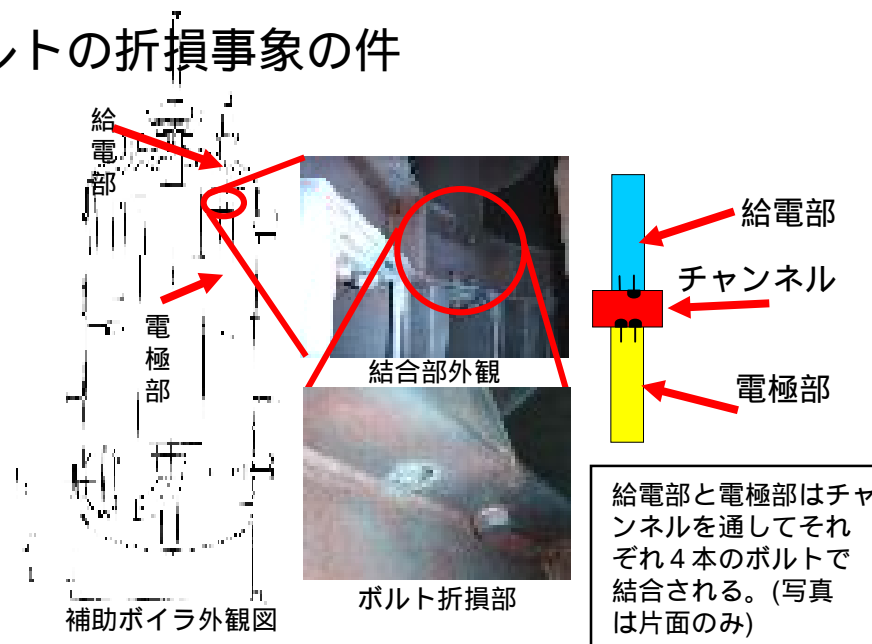 ルトの折損事象の件
給電部
電極部
結合部外観
ボルト折損部
補助ボイラ外観図
給電部
チャンネル
電極部
給電部と電極部はチャ
ンネルを通してそれ
ぞれ４本のボルトで
結合される。(写真
は片面のみ)